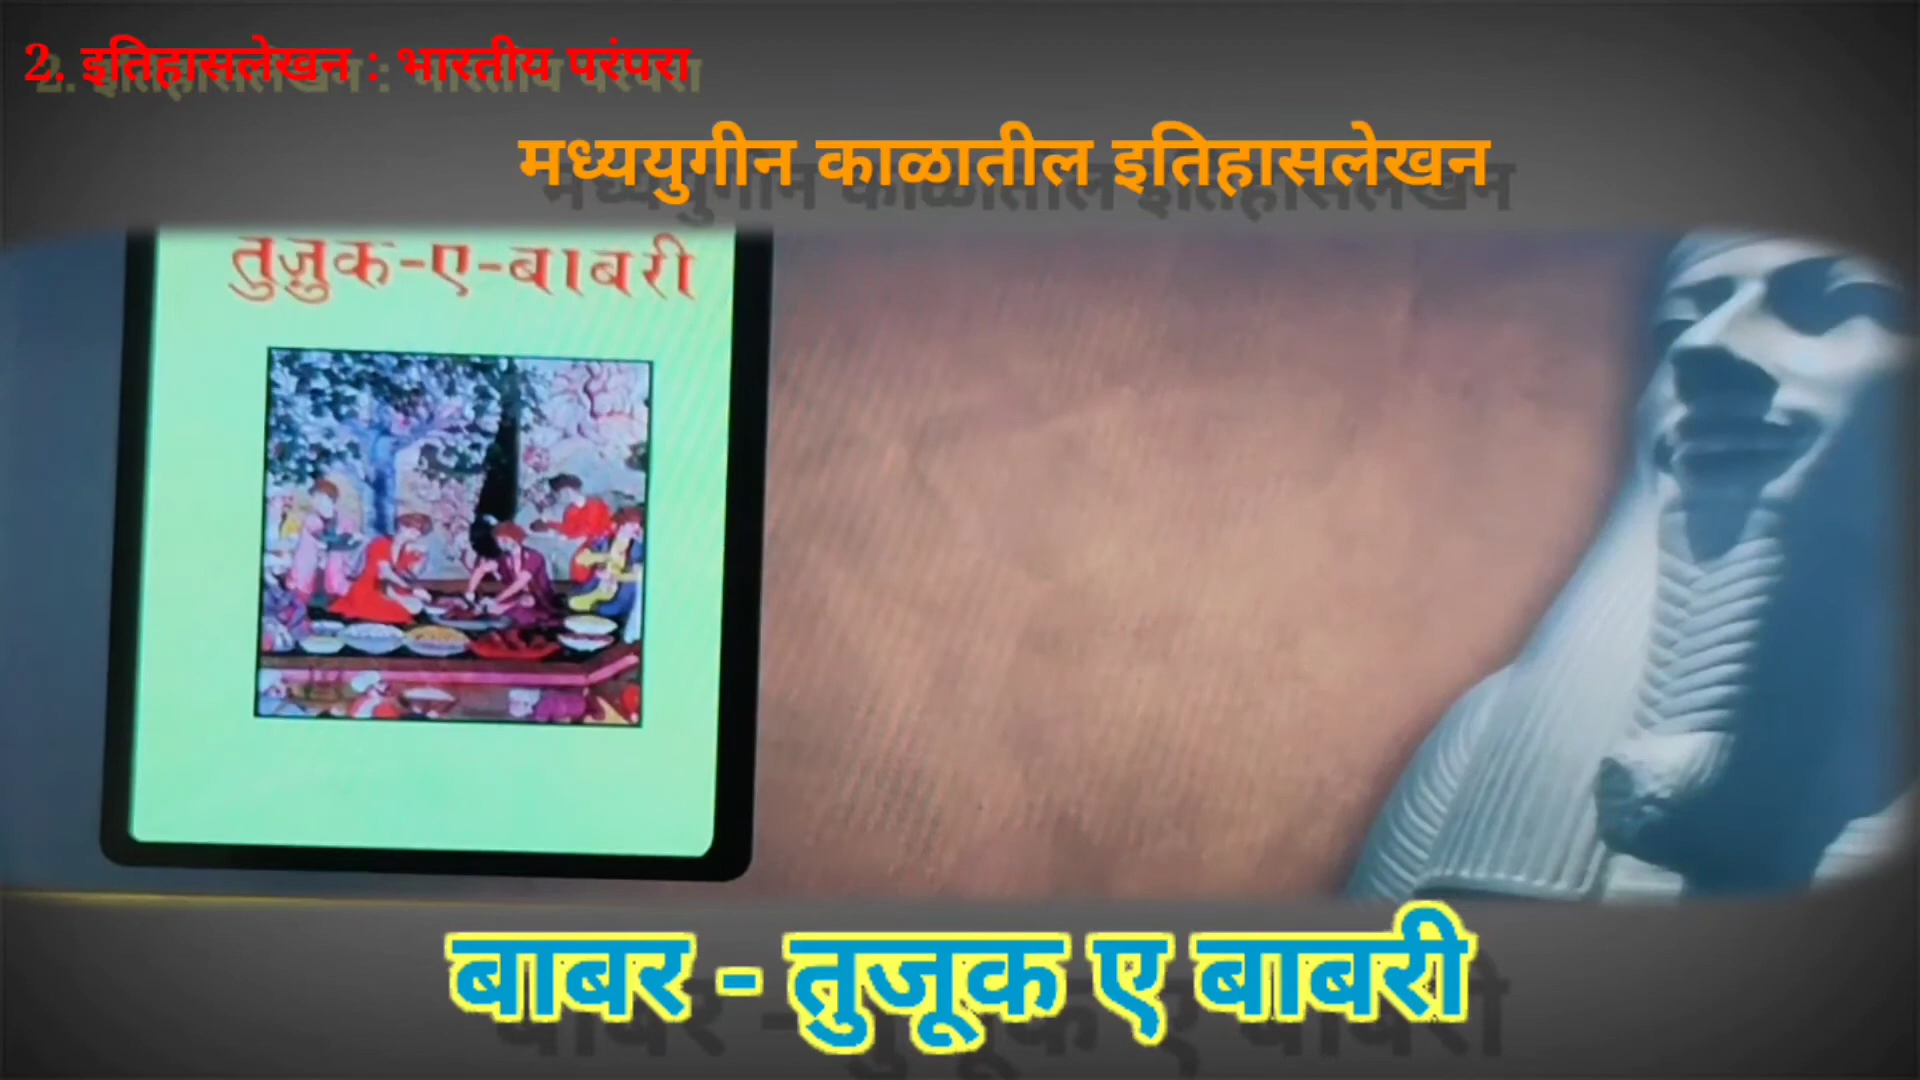 2. इतिहासलेखन : भारतीय परंपरा
मध्ययुगीन काळातील इतिहासलेखन
तुज़ुक-ए-बाबरी
बाबर - तुजूक ए बाबरी